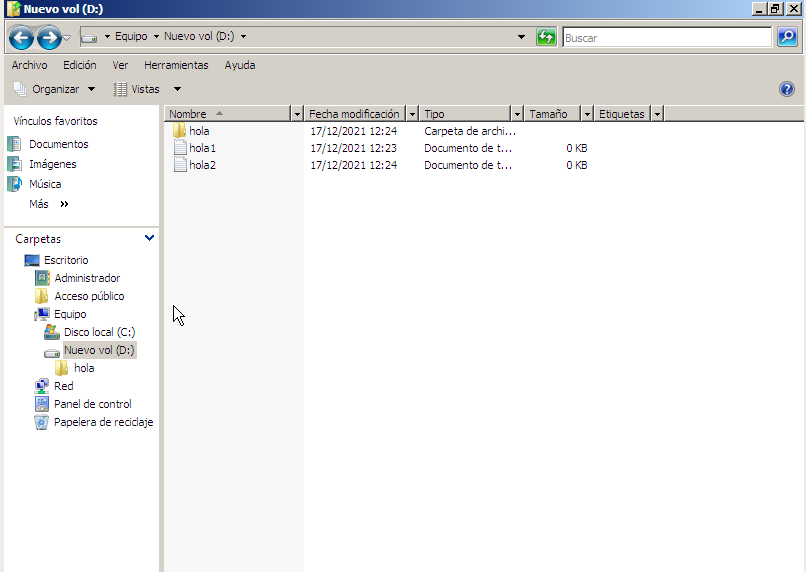 Nuevo vol (D:)
Equipo Nuevo vol (D:) Buscar
Archivo Edición Ver Herramientas Ayuda
Organizar Vistas
Vínculos favoritos
Documentos
Imágenes
Música
Más
Carpetas
Escritorio
Administrador
Acceso público
Equipo
Disco local (C:)
Nuevo vol (D:)
hola
Red
Panel de control
Papelera de reciclaje
Nombre Fecha modificación Tipo Tamaño Etiquetas
hola 17/12/2021 12:24 Carpeta de archi...
hola1 17/12/2021 12:23 Documento de t... 0 KB
hola2 17/12/2021 12:24 Documento de t... 0 KB